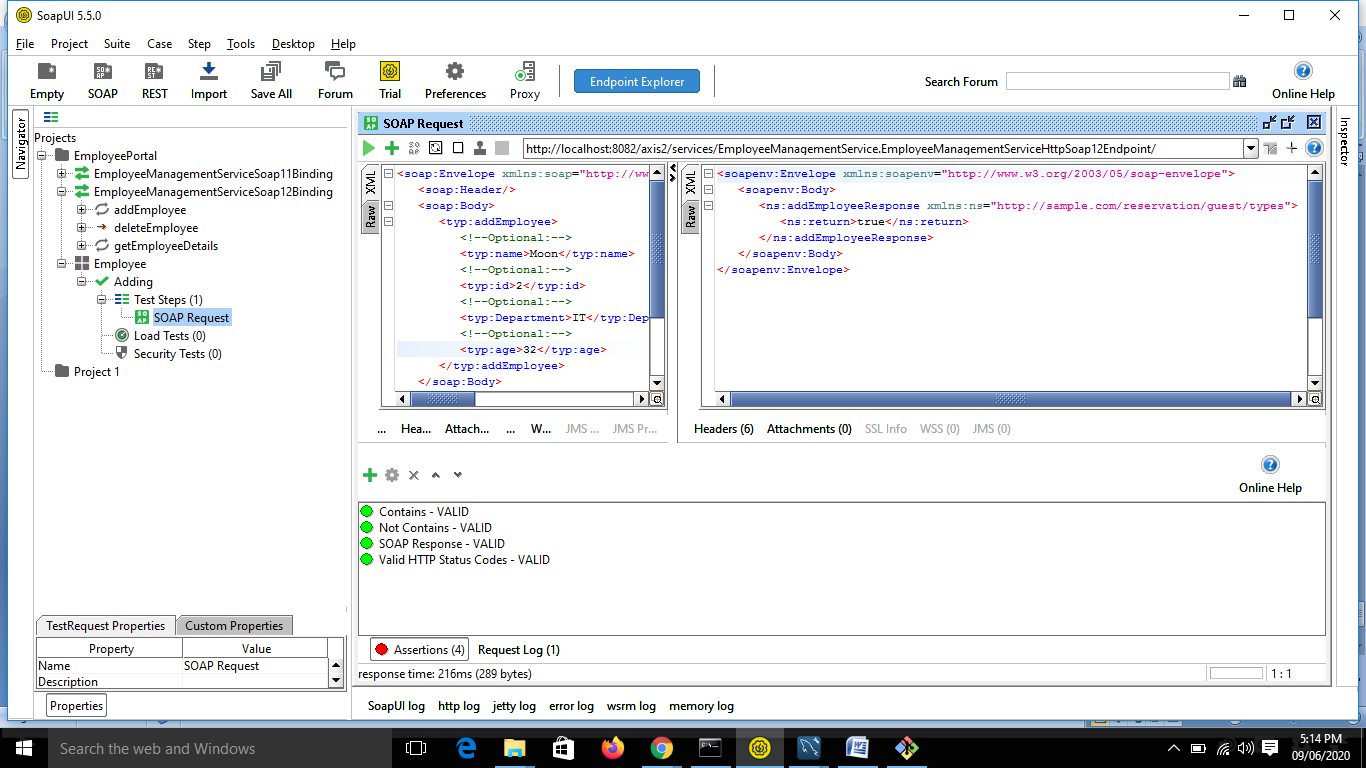 SoapUI 5.5.0
File Project Suite Case Step Tools Desktop Help
Empty SOAP REST Import Save All Forum Trial Preferences Proxy
Endpoint Explorer
Search Forum
Online Help
Navigator
Projects
EmployeePortal
EmployeeManagementServiceSoap11Binding
EmployeeManagementServiceSoap12Binding
addEmployee
deleteEmployee
getEmployeeDetails
Employee
Adding
Test Steps (1)
SOAP Request
Load Tests (0)
Security Tests (0)
Project 1
TestRequest Properties Custom Properties
Property Value
Name SOAP Request
Description
Properties
SOAP Request
http://localhost:8082/axis2/services/EmployeeManagementService.EmployeeManagementServiceHttpSoap12Endpoint/
XML
Raw
<soap:Envelope xmlns:soap="http://ww
<soap:Header/>
<soap:Body>
<typ:addEmployee>
<!--Optional:-->
<typ:name>Moon</typ:name>
<!--Optional:-->
<typ:id>2</typ:id>
<!--Optional:-->
<typ:Department>IT</typ:Dep
<!--Optional:-->
<typ:age>32</typ:age>
</typ:addEmployee>
</soap:Body>
... Hea... Attach... ... W... JMS ... JMS Pr...
XML
Raw
<soapenv:Envelope xmlns:soapenv="http://www.w3.org/2003/05/soap-envelope">
<soapenv:Body>
<ns:addEmployeeResponse xmlns:ns="http://sample.com/reservation/guest/types">
<ns:return>true</ns:return>
</ns:addEmployeeResponse>
</soapenv:Body>
</soapenv:Envelope>
Headers (6) Attachments (0) SSL Info WSS (0) JMS (0)
Inspector
Online Help
Contains - VALID
Not Contains - VALID
SOAP Response - VALID
Valid HTTP Status Codes - VALID
Assertions (4) Request Log (1)
response time: 216ms (289 bytes)
1 : 1
SoapUI log http log jetty log error log wsrm log memory log
Search the web and Windows
5:14 PM
09/06/2020